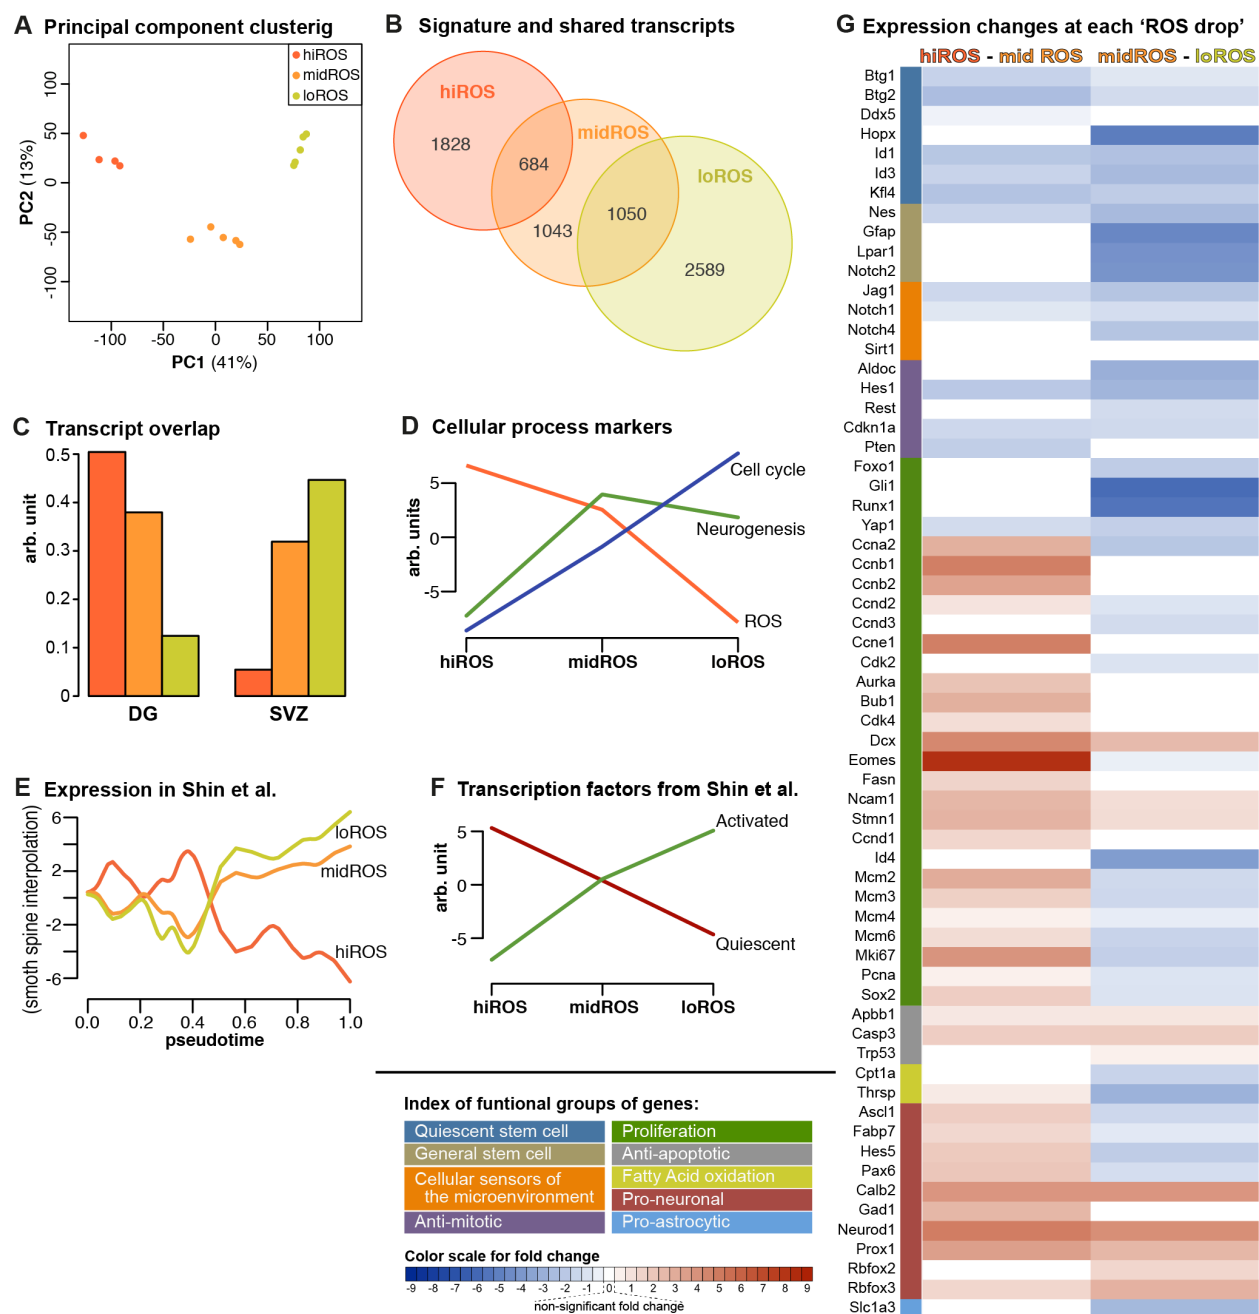 A Principal component clusterig
hiROS
midROS
loROS
PC2 (13%)
100
50
0
-50
-100
-100 -50 0 50 100
PC1 (41%)
B Signature and shared transcripts
hiROS
1828
684
midROS
1043
1050
loROS
2589
C Transcript overlap
arb. unit
0.5
0.4
0.3
0.2
0.1
0
DG SVZ
D Cellular process markers
arb. units
5
0
-5
Cell cycle
Neurogenesis
ROS
hiROS midROS loROS
E Expression in Shin et al.
(smoth spine interpolation)
6
2
-2
-6
loROS
midROS
hiROS
0.0 0.2 0.4 0.6 0.8 1.0
pseudotime
F Transcription factors from Shin et al.
arb. unit
5
0
-5
Activated
Quiescent
hiROS midROS loROS
Index of funtional groups of genes:
Quiescent stem cell
General stem cell
Cellular sensors of
the microenvironment
Anti-mitotic
Proliferation
Anti-apoptotic
Fatty Acid oxidation
Pro-neuronal
Pro-astrocytic
Color scale for fold change
-9 -8 -7 -6 -5 -4 -3 -2 -1 0 1 2 3 4 5 6 7 8 9
non-significant fold change
G Expression changes at each ‘ROS drop’
hiROS - mid ROS midROS - loROS
Btg1
Btg2
Ddx5
Hopx
Id1
Id3
Kfl4
Nes
Gfap
Lpar1
Notch2
Jag1
Notch1
Notch4
Sirt1
Aldoc
Hes1
Rest
Cdkn1a
Pten
Foxo1
Gli1
Runx1
Yap1
Ccna2
Ccnb1
Ccnb2
Ccnd2
Ccnd3
Ccne1
Cdk2
Aurka
Bub1
Cdk4
Dcx
Eomes
Fasn
Ncam1
Stmn1
Ccnd1
Id4
Mcm2
Mcm3
Mcm4
Mcm6
Mki67
Pcna
Sox2
Apbb1
Casp3
Trp53
Cpt1a
Thrsp
Ascl1
Fabp7
Hes5
Pax6
Calb2
Gad1
Neurod1
Prox1
Rbfox2
Rbfox3
Slc1a3